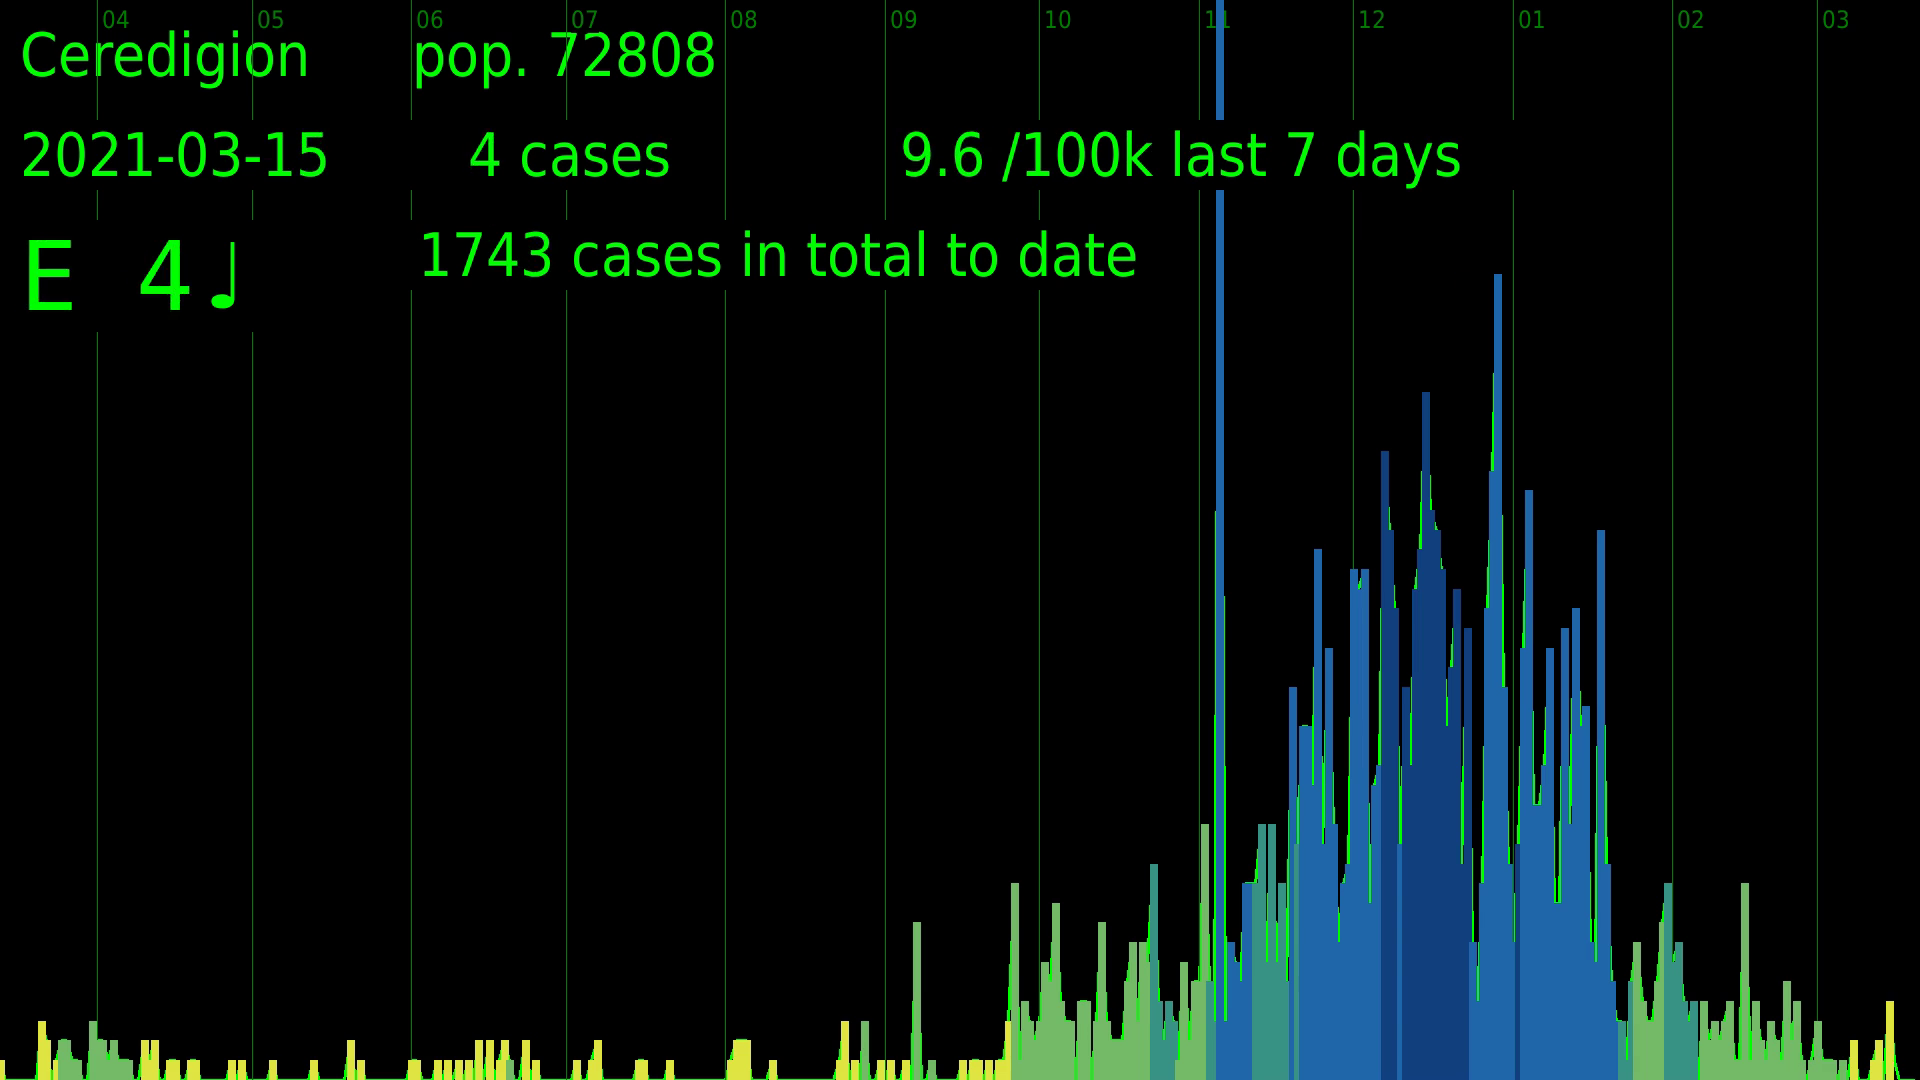 04 05 06 07 08 09 10 11 12 01 02 03
Ceredigion pop. 72808
2021-03-15 4 cases 9.6 /100k last 7 days
E 4♩ 1743 cases in total to date